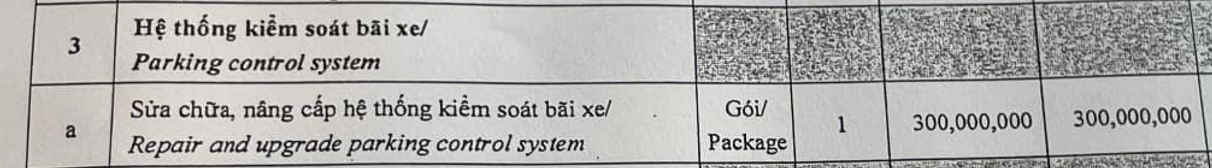 3
Hệ thống kiểm soát bãi xe/
Parking control system
a
Sửa chữa, nâng cấp hệ thống kiểm soát bãi xe/
Repair and upgrade parking control system
Gói/
Package
1
300,000,000
300,000,000